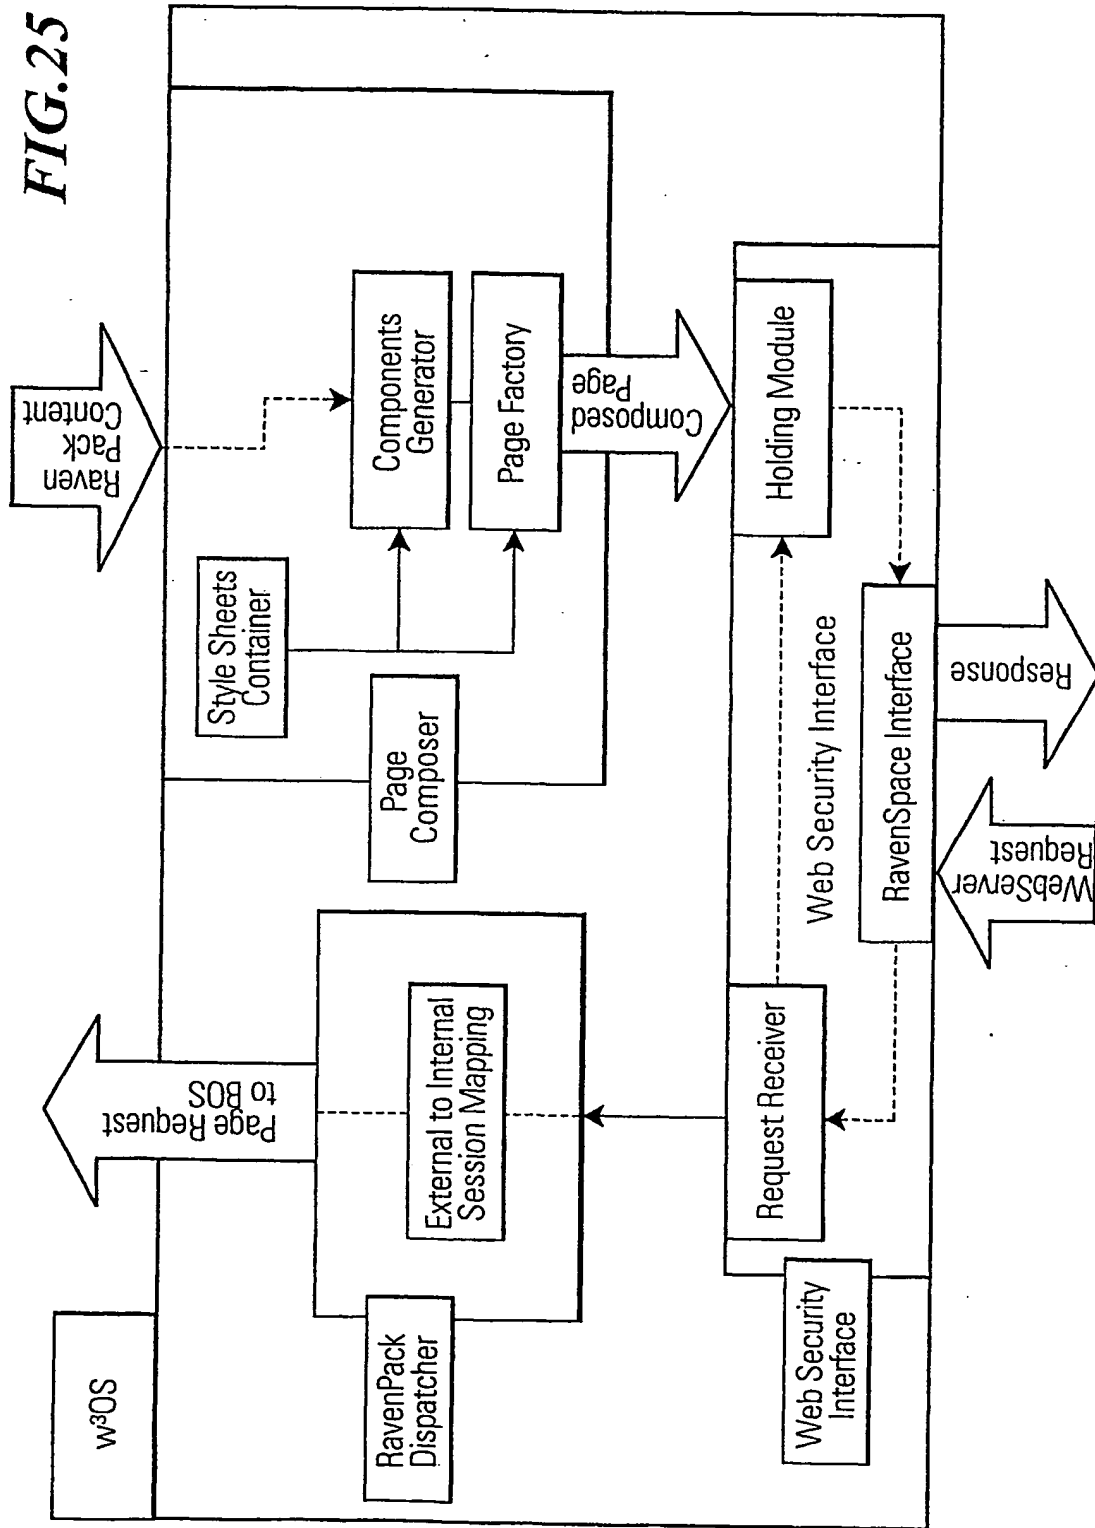 FIG.25
w³OS
Page Request
to BOS
Raven
Pack
Content
RavenPack
Dispatcher
External to Internal
Session Mapping
Page
Composer
Style Sheets
Container
Components
Generator
Page Factory
Composed
Page
Web Security
Interface
Request Receiver
Web Security Interface
Holding Module
RavenSpace Interface
WebServer
Request
Response